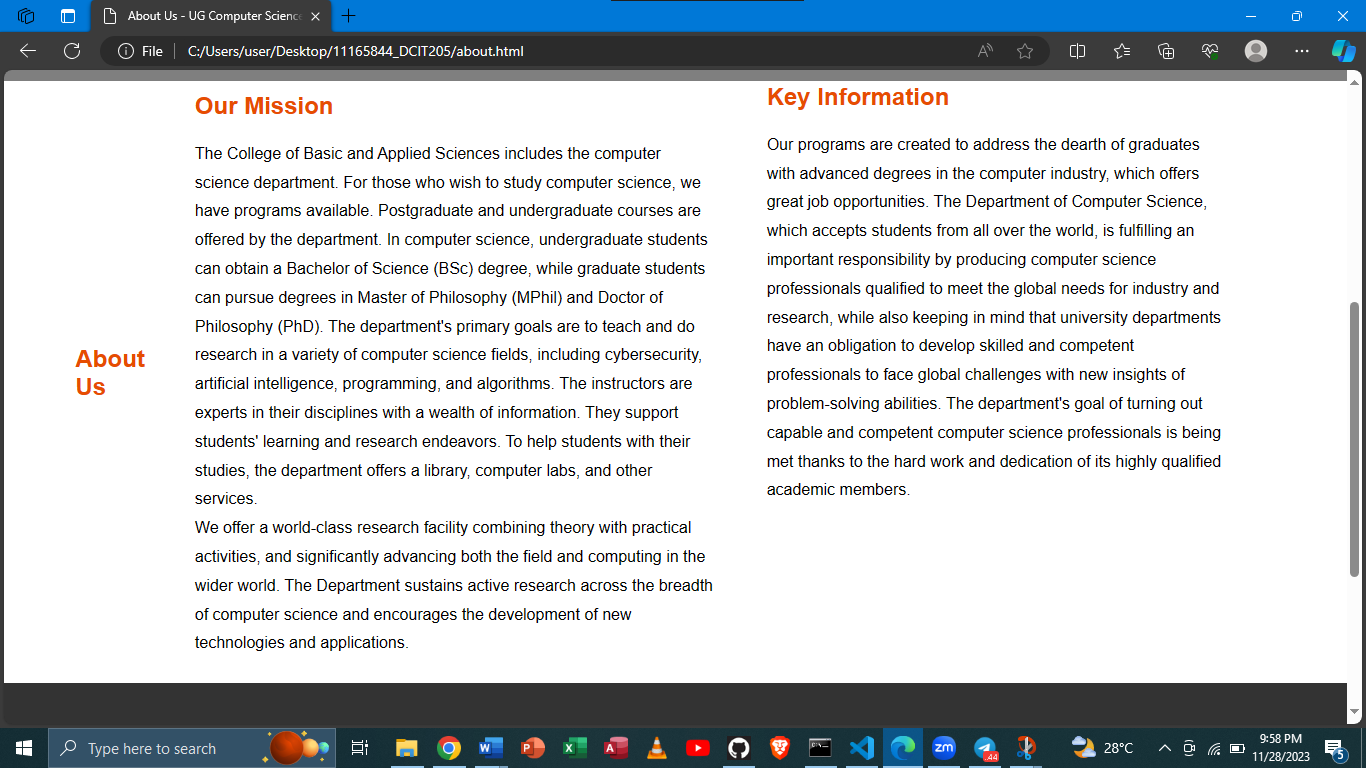 About Us - UG Computer Science
File
C:/Users/user/Desktop/11165844_DCIT205/about.html
Our Mission
The College of Basic and Applied Sciences includes the computer
science department. For those who wish to study computer science, we
have programs available. Postgraduate and undergraduate courses are
offered by the department. In computer science, undergraduate students
can obtain a Bachelor of Science (BSc) degree, while graduate students
can pursue degrees in Master of Philosophy (MPhil) and Doctor of
Philosophy (PhD). The department's primary goals are to teach and do
research in a variety of computer science fields, including cybersecurity,
artificial intelligence, programming, and algorithms. The instructors are
experts in their disciplines with a wealth of information. They support
students' learning and research endeavors. To help students with their
studies, the department offers a library, computer labs, and other
services.
We offer a world-class research facility combining theory with practical
activities, and significantly advancing both the field and computing in the
wider world. The Department sustains active research across the breadth
of computer science and encourages the development of new
technologies and applications.
About
Us
Key Information
Our programs are created to address the dearth of graduates
with advanced degrees in the computer industry, which offers
great job opportunities. The Department of Computer Science,
which accepts students from all over the world, is fulfilling an
important responsibility by producing computer science
professionals qualified to meet the global needs for industry and
research, while also keeping in mind that university departments
have an obligation to develop skilled and competent
professionals to face global challenges with new insights of
problem-solving abilities. The department's goal of turning out
capable and competent computer science professionals is being
met thanks to the hard work and dedication of its highly qualified
academic members.
Type here to search
zm
.44
28°C
9:58 PM
11/28/2023
5